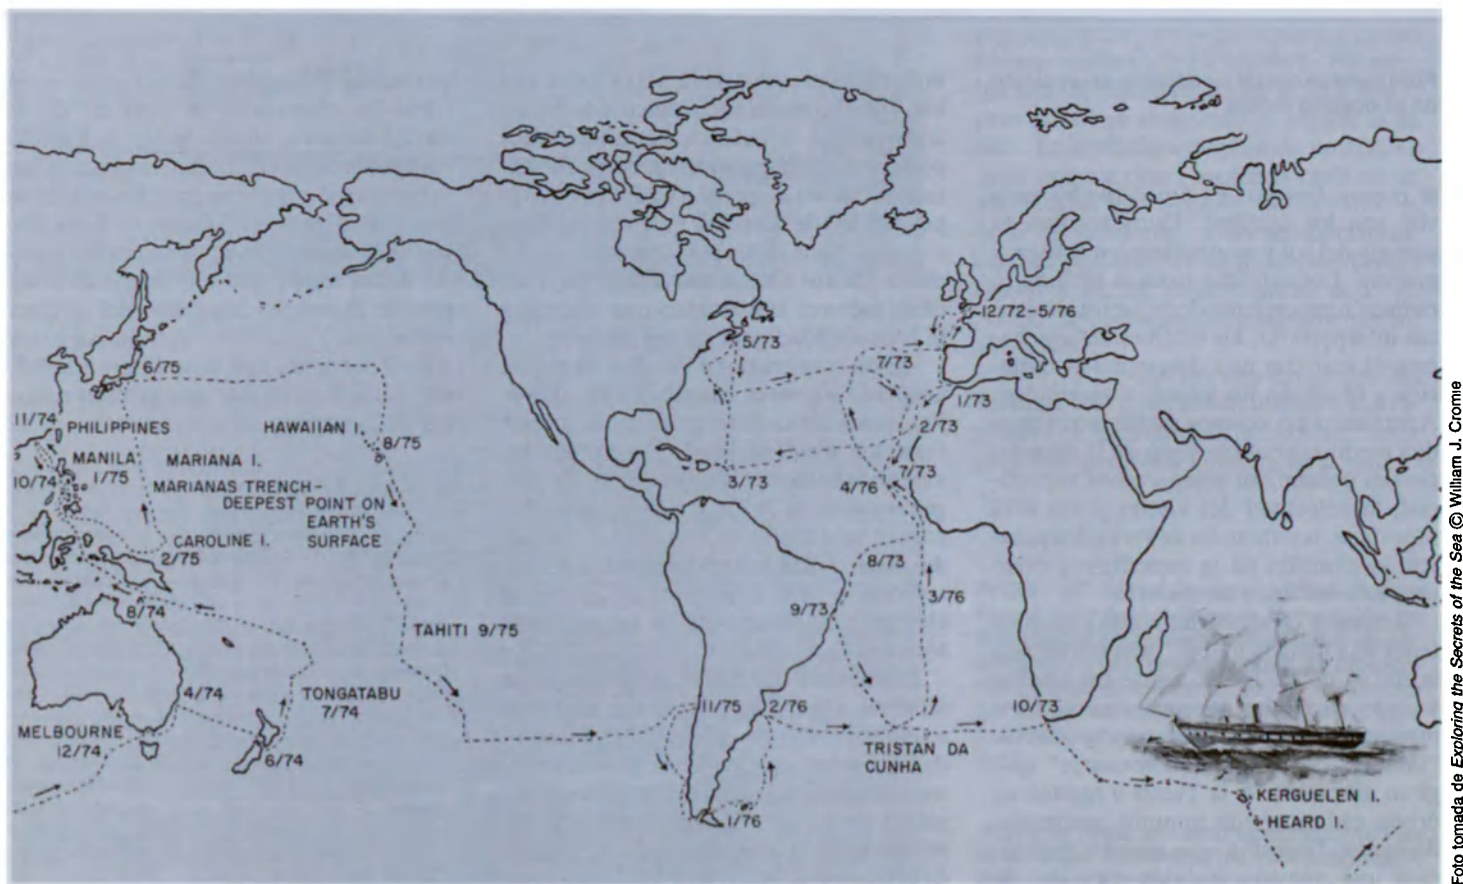 12/72-5/76
5/73
7/73
6/75
1/73
11/74
PHILIPPINES
HAWAIIAN I.
8/75
2/73
MANILA
1/75
MARIANA I.
10/74
MARIANAS TRENCH-
DEEPEST POINT ON
EARTH'S
SURFACE
3/73
7/73
4/76
CAROLINE I.
2/75
8/73
8/74
9/73
3/76
TAHITI 9/75
4/74
TONGATABU
7/74
11/75
2/76
10/73
MELBOURNE
12/74
6/74
TRISTAN DA
CUNHA
1/76
KERGUELEN I.
HEARD I.
Foto tomada de Exploring the Secrets of the Sea © William J. Cromie